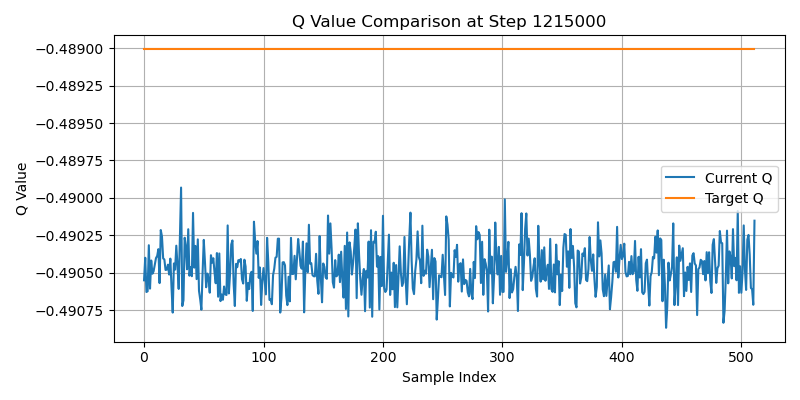 Q Value Comparison at Step 1215000
Q Value
−0.48900
−0.48925
−0.48950
−0.48975
−0.49000
−0.49025
−0.49050
−0.49075
Current Q
Target Q
0
100
200
300
400
500
Sample Index